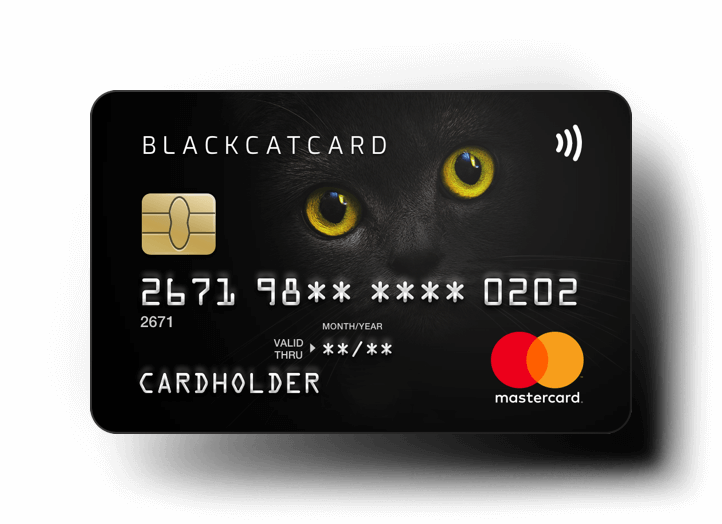 BLACKCATCARD
2671 98** **** 0202
2671
MONTH/YEAR
VALID
THRU
**/**
CARDHOLDER
mastercard.